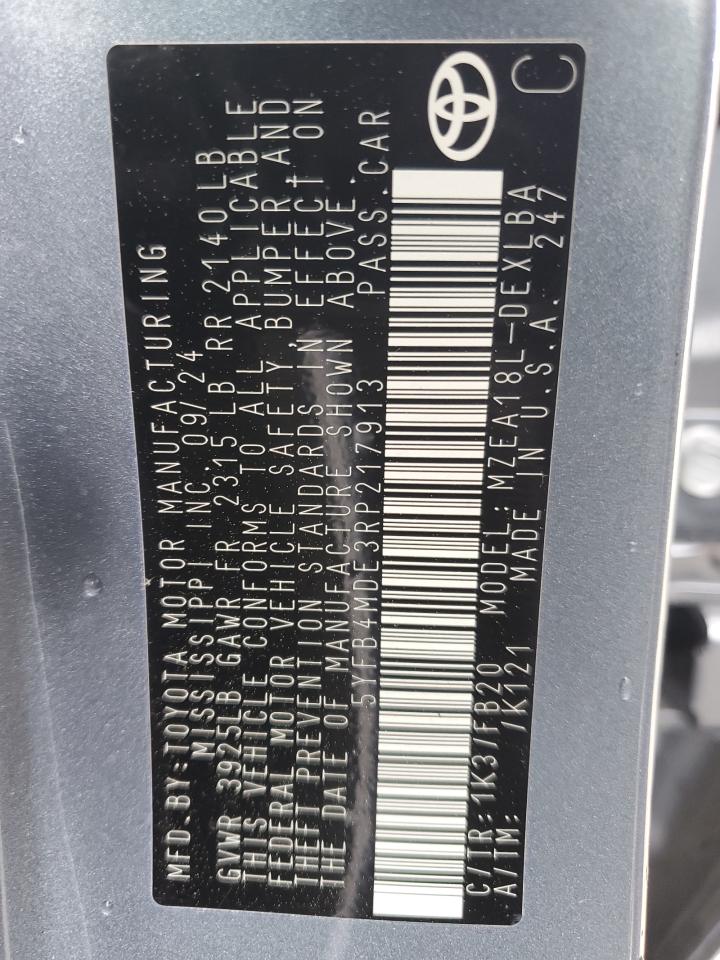 MFD.BY:TOYOTA MOTOR MANUFACTURING
MISSISSIPPI INC. 09/24
GVWR 3925LB GAWR FR 2315 LB RR 2140LB
THIS VEHICLE CONFORMS TO ALL APPLICABLE
FEDERAL MOTOR VEHICLE SAFETY BUMPER AND
THEFT PREVENTION STANDARDS IN EFFECT ON
THE DATE OF MANUFACTURE SHOWN ABOVE
5YFB4MDE3RP217913 PASS.CAR
C/TR:1K3/FB20 MODEL:MZEA18L-DEXLBA
A/TM: /K121 MADE IN U.S.A. 247
C